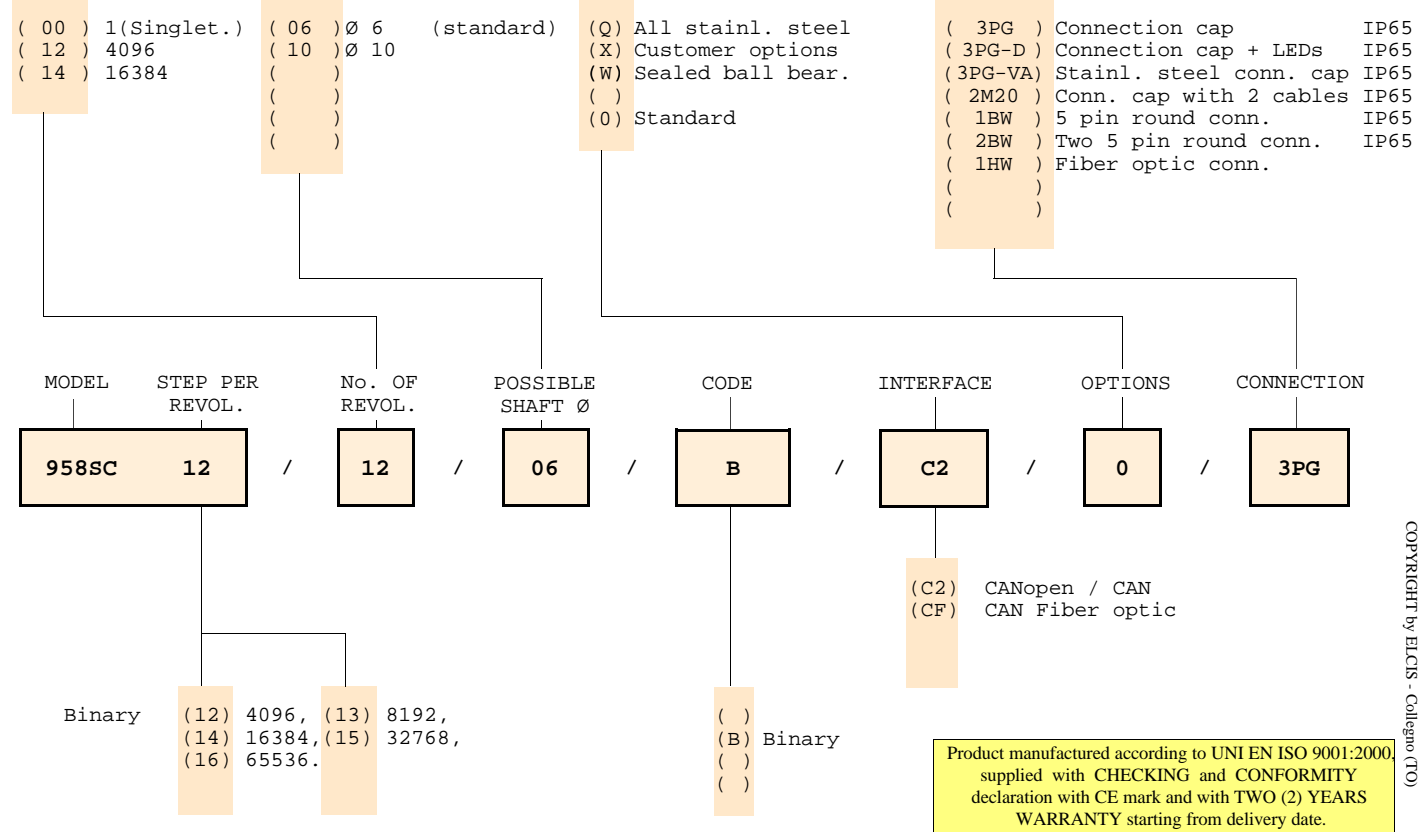 ( 00 ) 1(Singlet.) ( 06 )Ø 6 (standard) (Q) All stainl. steel ( 3PG ) Connection cap IP65
( 12 ) 4096 ( 10 )Ø 10 (X) Customer options ( 3PG-D ) Connection cap + LEDs IP65
( 14 ) 16384 ( ) (W) Sealed ball bear. (3PG-VA) Stainl. steel conn. cap IP65
( ) ( ) ( 2M20 ) Conn. cap with 2 cables IP65
( ) (0) Standard ( 1BW ) 5 pin round conn. IP65
( ) ( 2BW ) Two 5 pin round conn. IP65
( 1HW ) Fiber optic conn.
( )
( )
MODEL STEP PER No. OF POSSIBLE CODE INTERFACE OPTIONS CONNECTION
REVOL. REVOL. SHAFT Ø
958SC 12 / 12 / 06 / B / C2 / 0 / 3PG
(C2) CANopen / CAN
(CF) CAN Fiber optic
Binary (12) 4096, (13) 8192, ( )
(14) 16384,(15) 32768, (B) Binary
(16) 65536. ( )
( )
Product manufactured according to UNI EN ISO 9001:2000,
supplied with CHECKING and CONFORMITY
declaration with CE mark and with TWO (2) YEARS
WARRANTY starting from delivery date.
COPYRIGHT by ELCIS - Collegno (TO)